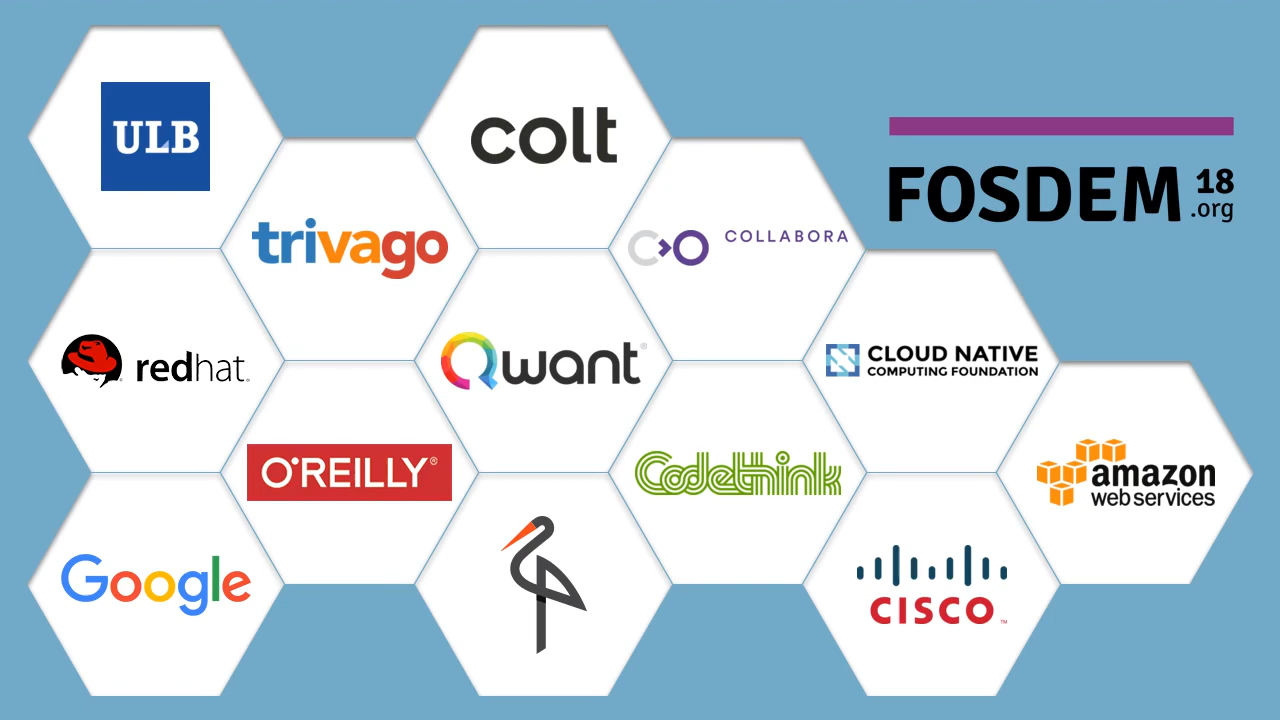 ULB
colt
FOSDEM 18
.org
trivago
COLLABORA
redhat.
Qwant®
CLOUD NATIVE
COMPUTING FOUNDATION
O'REILLY®
Codethink
amazon
web services
Google
CISCO™